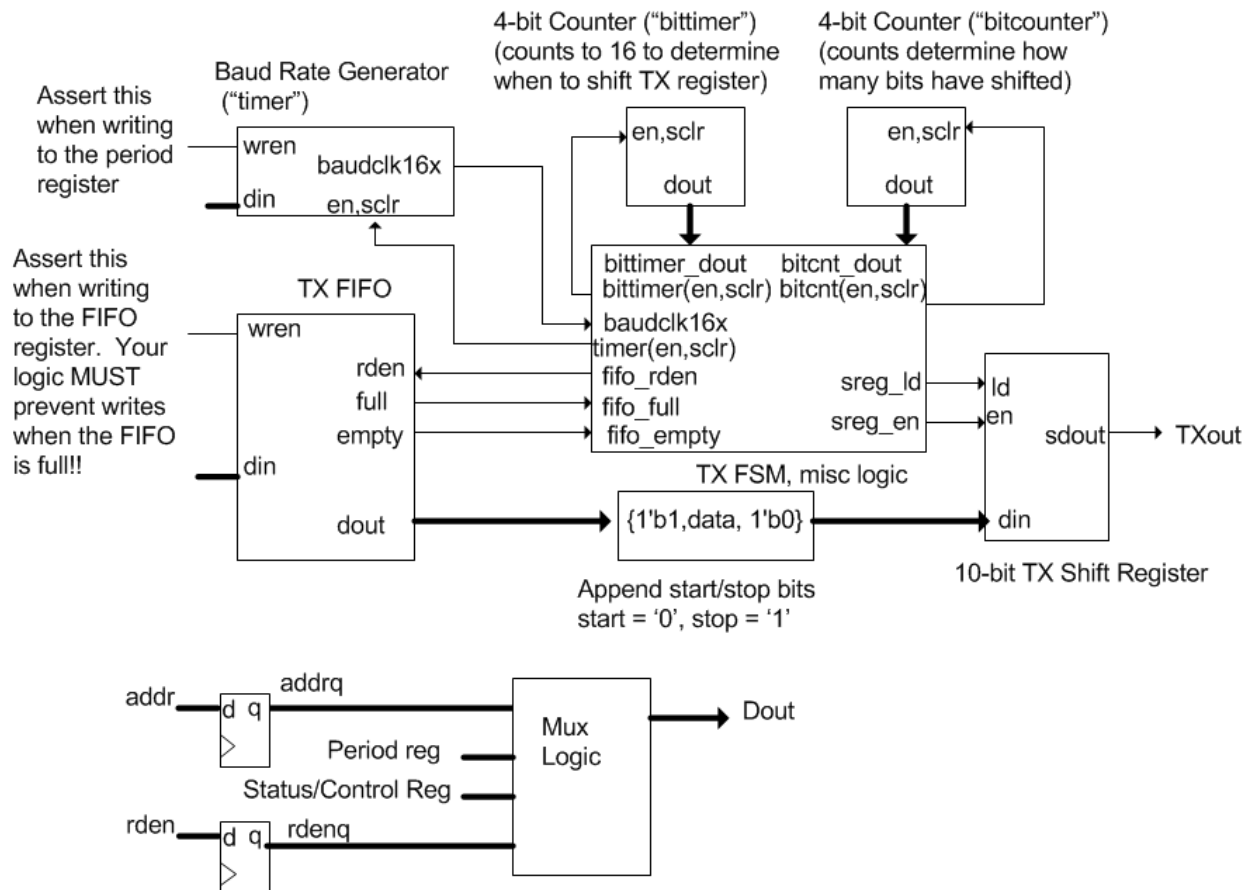 4-bit Counter (“bittimer”)
(counts to 16 to determine
when to shift TX register)
4-bit Counter (“bitcounter”)
(counts determine how
many bits have shifted)
Baud Rate Generator
(“timer”)
Assert this
when writing
to the period
register
wren
baudclk16x
din
en,sclr
en,sclr
dout
en,sclr
dout
Assert this
when writing
to the FIFO
register. Your
logic MUST
prevent writes
when the FIFO
is full!!
TX FIFO
wren
rden
full
empty
din
dout
bittimer_dout
bitcnt_dout
bittimer(en,sclr)
bitcnt(en,sclr)
baudclk16x
timer(en,sclr)
fifo_rden
sreg_ld
fifo_full
sreg_en
fifo_empty
TX FSM, misc logic
ld
en
sdout
TXout
din
10-bit TX Shift Register
{1'b1,data, 1'b0}
Append start/stop bits
start = ‘0’, stop = ‘1’
addr
d q
addrq
Period reg
Status/Control Reg
rden
d q
rdenq
Mux
Logic
Dout